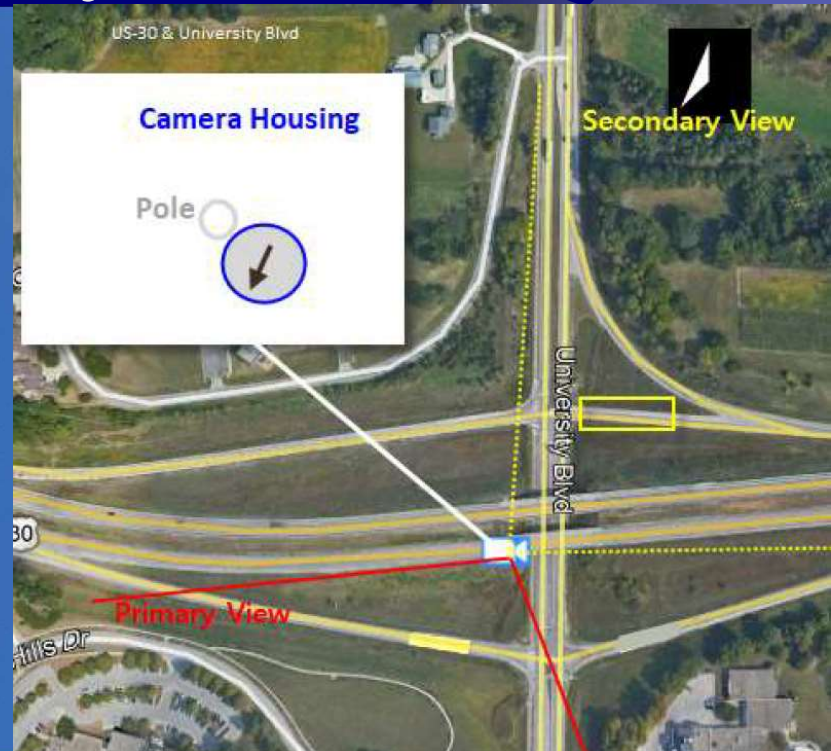 US-30 & University Blvd
Camera Housing
Pole
Secondary View
University Blvd
30
Primary View
Hills Dr